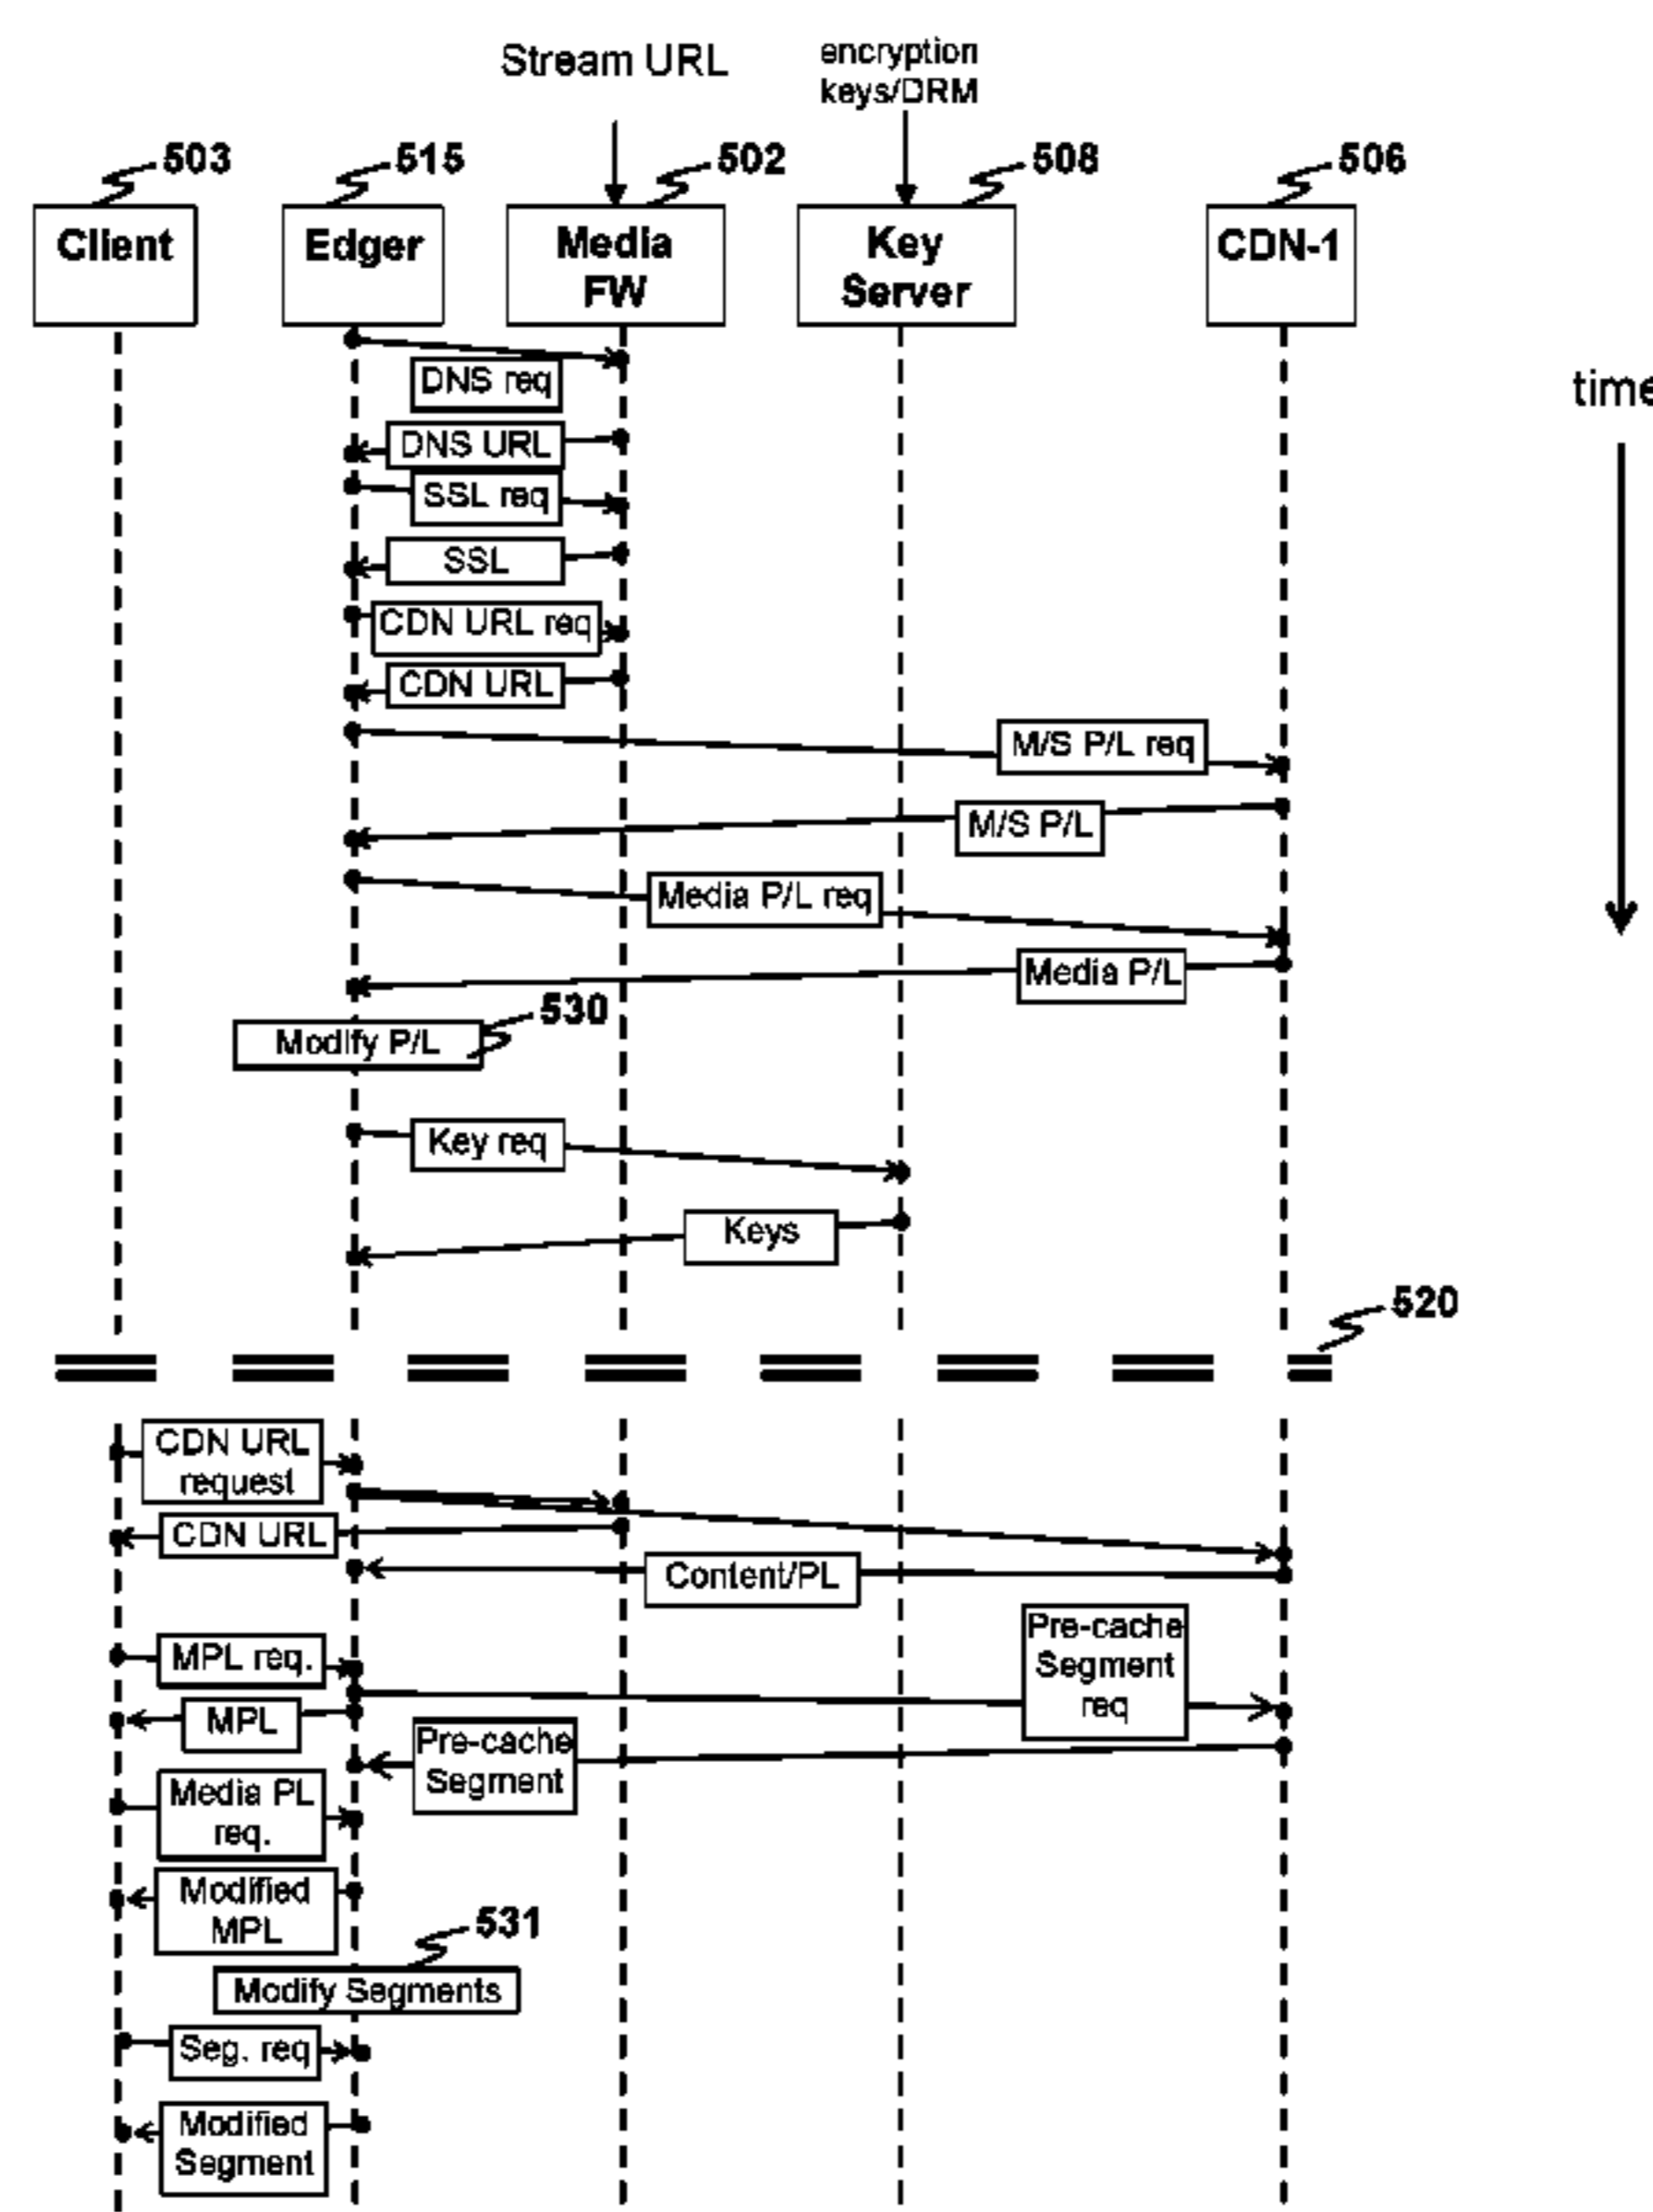 Stream URL
encryption
keys/DRM
503
515
502
508
506
Client
Edger
Media
FW
Key
Server
CDN-1
DNS req
time
DNS URL
SSL req
SSL
CDN URL req
CDN URL
M/S P/L req
M/S P/L
Media P/L req
Media P/L
530
Modify P/L
Key req
Keys
520
CDN URL
request
CDN URL
Content/PL
Pre-cache
Segment
req
MPL req.
MPL
Pre-cache
Segment
Media PL
req.
Modified
MPL
531
Modify Segments
Seg. req
Modified
Segment